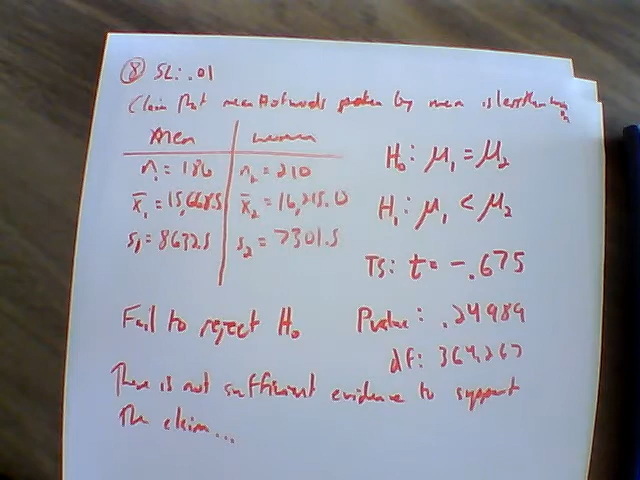 ⑧ SL: .01
Claim that mean # of words spoken by men is less than
Men women
n₁ = 186 n₂ = 210
x̄₁ = 15,668.5 x̄₂ = 16,215.0
s₁ = 8632.5 s₂ = 7301.5
H₀: μ₁ = μ₂
H₁: μ₁ < μ₂
TS: t = -.675
Pvalue: .24989
df: 364.267
Fail to reject H₀
There is not sufficient evidence to support
the claim...